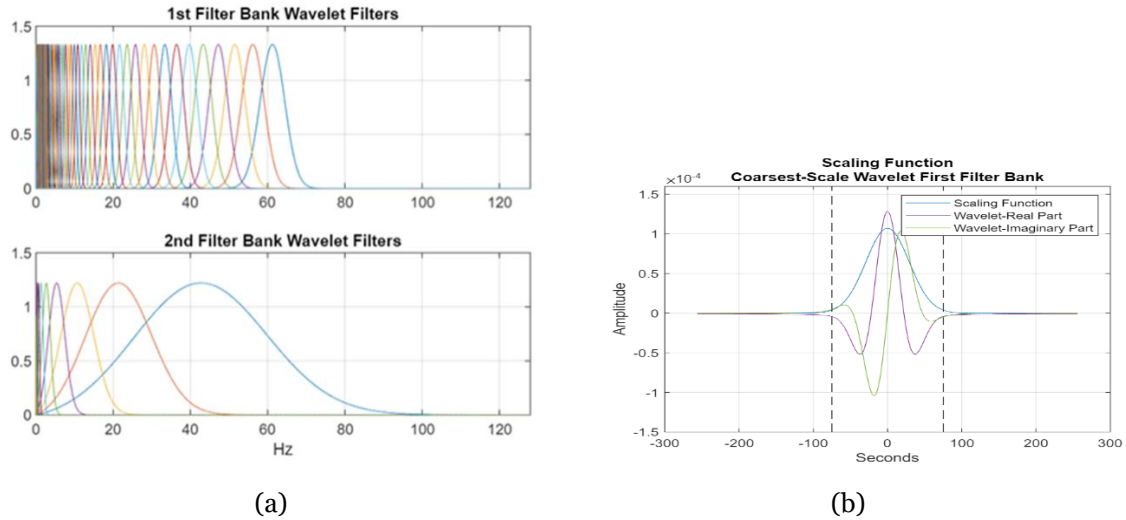 1st Filter Bank Wavelet Filters
1.5
1
0.5
0
0 20 40 60 80 100 120
2nd Filter Bank Wavelet Filters
1.5
1
0.5
0
0 20 40 60 80 100 120
Hz
(a)
Scaling Function
Coarsest-Scale Wavelet First Filter Bank
×10⁻⁴
1.5
1
0.5
0
-0.5
-1
-1.5
Amplitude
Scaling Function
Wavelet-Real Part
Wavelet-Imaginary Part
-300 -200 -100 0 100 200 300
Seconds
(b)